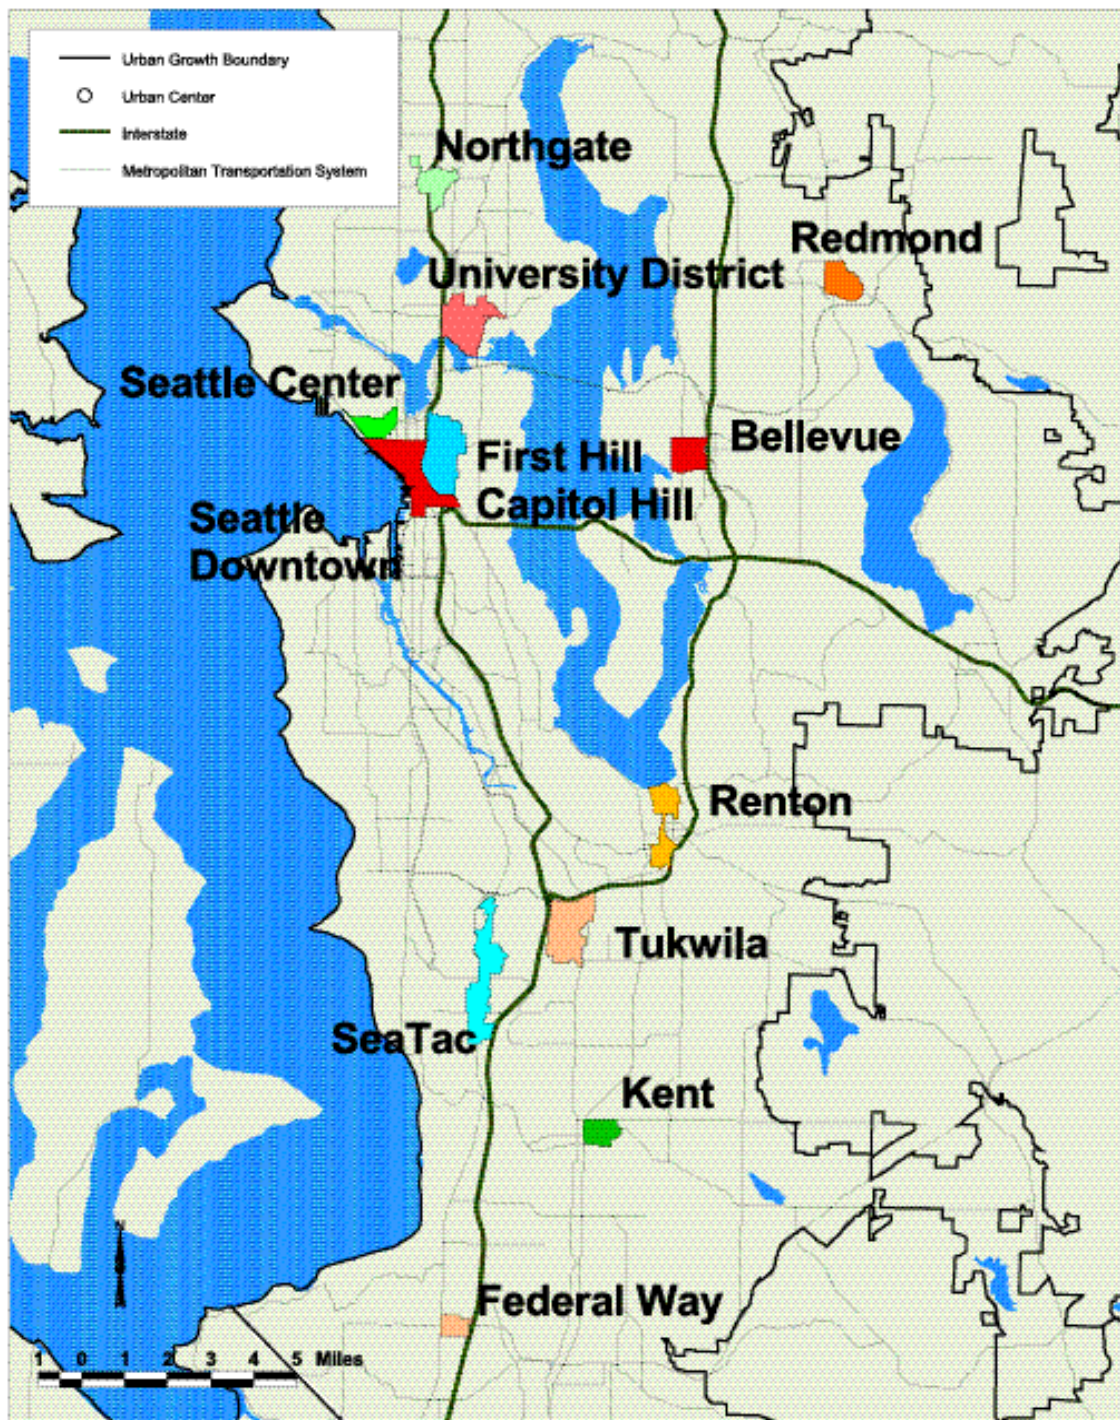 Urban Growth Boundary
Urban Center
Interstate
Metropolitan Transportation System
Northgate
Redmond
University District
Seattle Center
Bellevue
First Hill
Capitol Hill
Seattle
Downtown
Renton
Tukwila
SeaTac
Kent
N
Federal Way
1 0 1 2 3 4 5 Miles